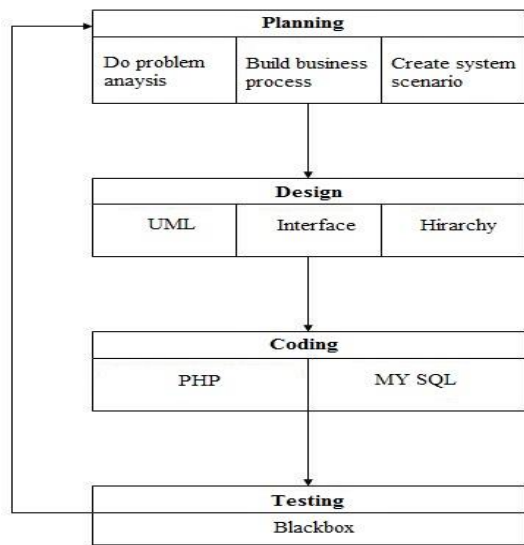 Planning
Do problem
anaysis
Build business
process
Create system
scenario
Design
UML
Interface
Hirarchy
Coding
PHP
MY SQL
Testing
Blackbox